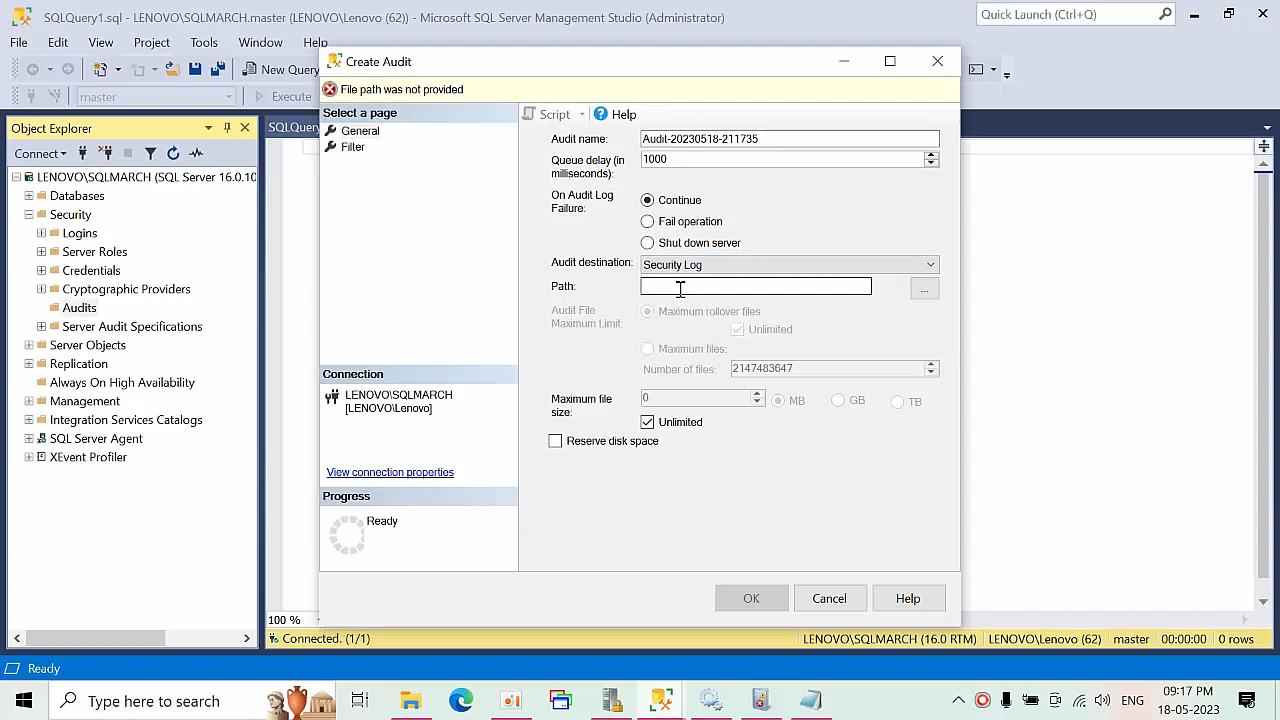 SQLQuery1.sql - LENOVO\SQLMARCH.master (LENOVO\Lenovo (62)) - Microsoft SQL Server Management Studio (Administrator)
Quick Launch (Ctrl+Q)
File Edit View Project Tools Window Help
New Query
master
Execute
Object Explorer
SQLQuery
Connect
LENOVO\SQLMARCH (SQL Server 16.0.10
Databases
Security
Logins
Server Roles
Credentials
Cryptographic Providers
Audits
Server Audit Specifications
Server Objects
Replication
Always On High Availability
Management
Integration Services Catalogs
SQL Server Agent
XEvent Profiler
Create Audit
File path was not provided
Select a page
General
Filter
Connection
LENOVO\SQLMARCH
[LENOVO\Lenovo]
View connection properties
Progress
Ready
Script
Help
Audit name: Audit-20230518-211735
Queue delay (in
milliseconds): 1000
On Audit Log
Failure:
Continue
Fail operation
Shut down server
Audit destination: Security Log
Path:
...
Audit File
Maximum Limit:
Maximum rollover files
Unlimited
Maximum files:
Number of files: 2147483647
Maximum file
size: 0 MB GB TB
Unlimited
Reserve disk space
OK Cancel Help
100 %
Connected. (1/1)
LENOVO\SQLMARCH (16.0 RTM) LENOVO\Lenovo (62) master 00:00:00 0 rows
Ready
Type here to search
ENG
09:17 PM
18-05-2023